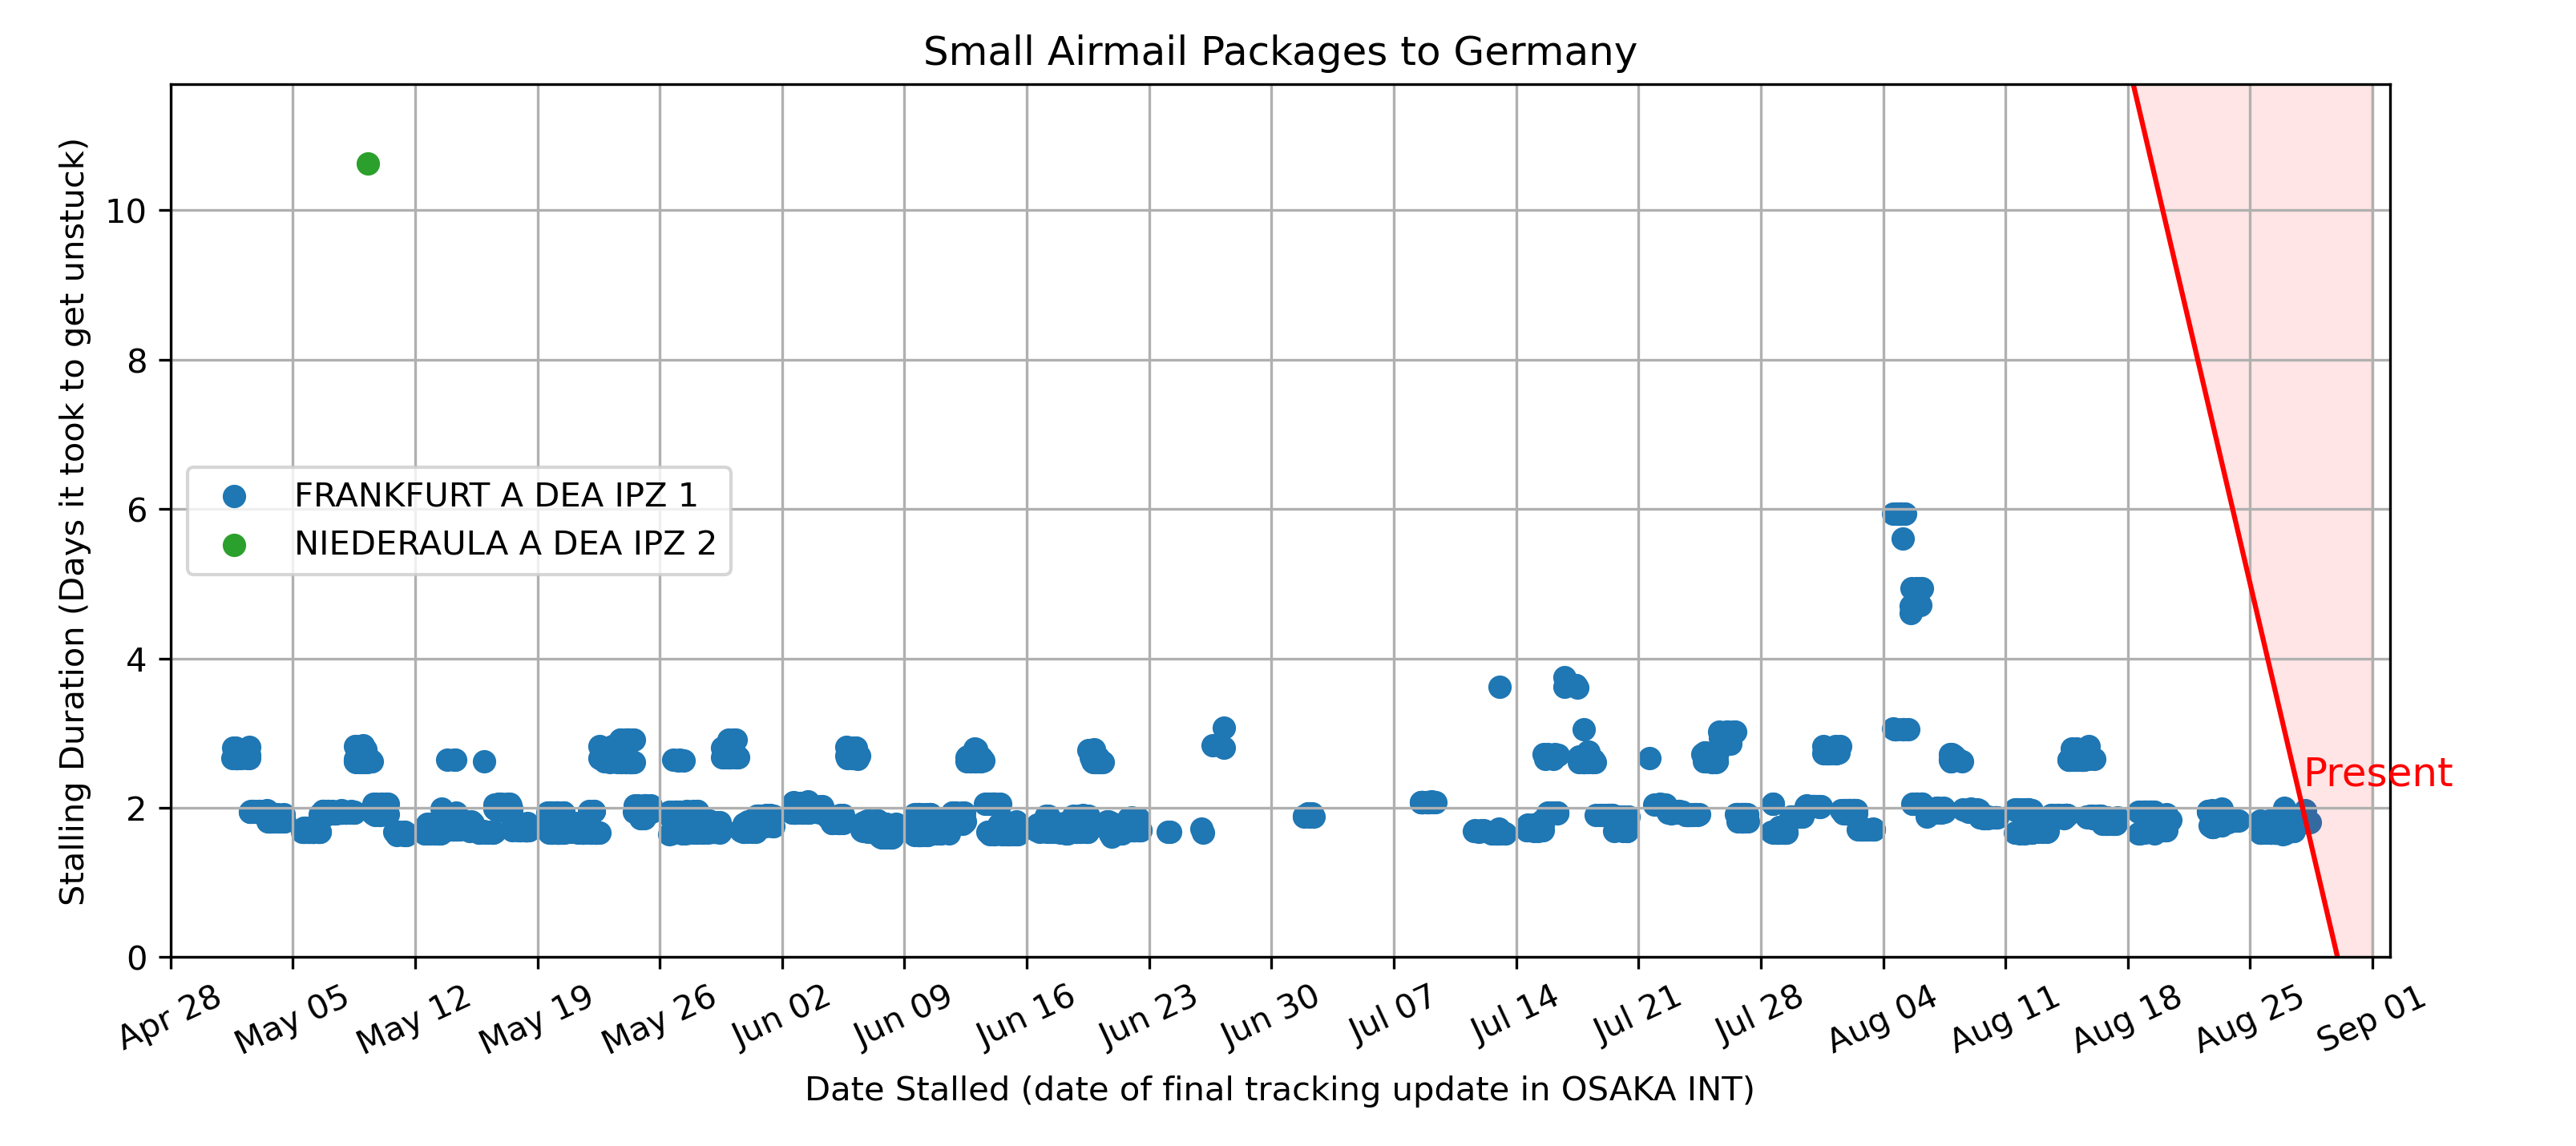 Small Airmail Packages to Germany
Stalling Duration (Days it took to get unstuck)
10
8
6
4
2
0
FRANKFURT A DEA IPZ 1
NIEDERAULA A DEA IPZ 2
Present
Apr 28
May 05
May 12
May 19
May 26
Jun 02
Jun 09
Jun 16
Jun 23
Jun 30
Jul 07
Jul 14
Jul 21
Jul 28
Aug 04
Aug 11
Aug 18
Aug 25
Sep 01
Date Stalled (date of final tracking update in OSAKA INT)